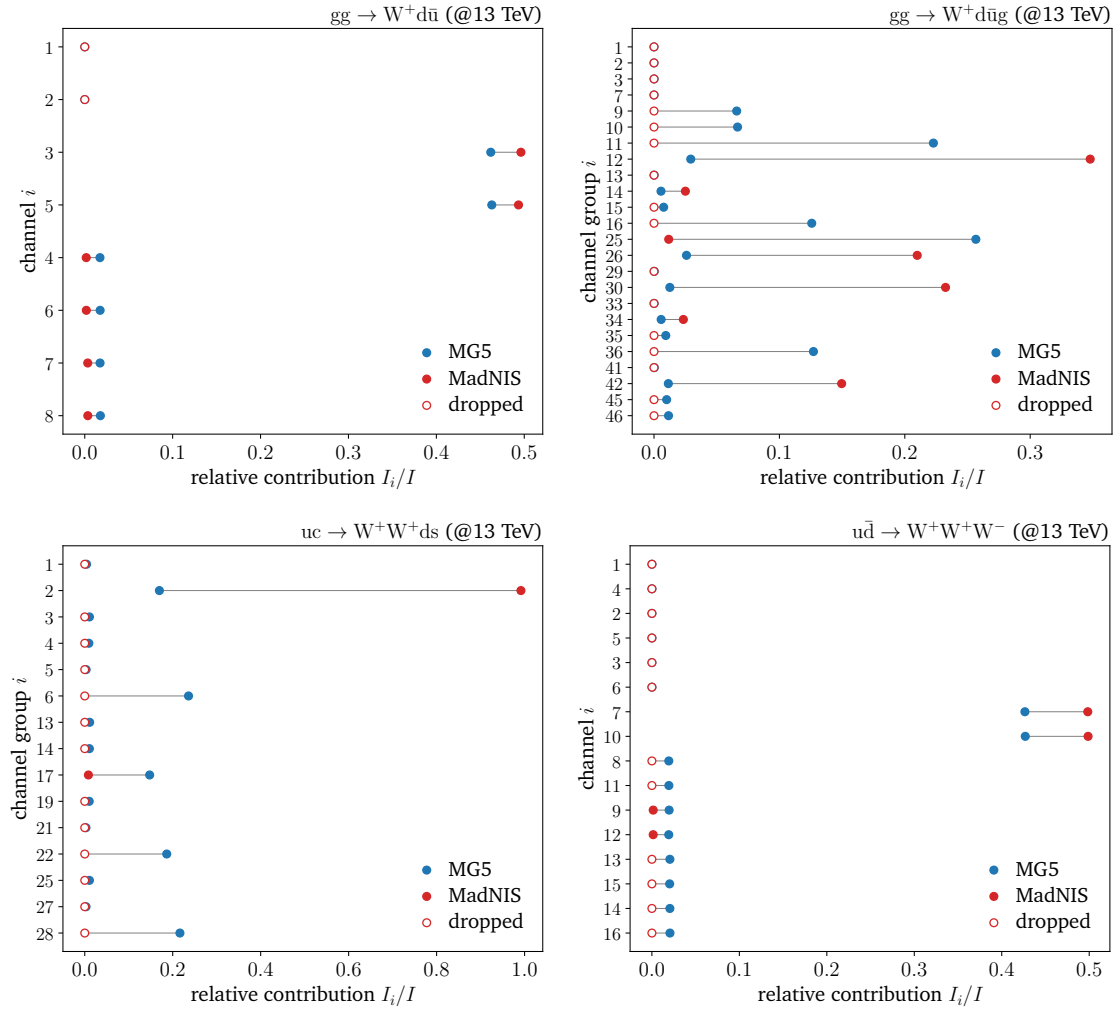 gg → W⁺dū (@13 TeV)
channel i
1
2
3
5
4
6
7
8
MG5
MadNIS
dropped
0.0 0.1 0.2 0.3 0.4 0.5
relative contribution Iᵢ/I
gg → W⁺dūg (@13 TeV)
channel group i
1
2
3
7
9
10
11
12
13
14
15
16
25
26
29
30
33
34
35
36
41
42
45
46
MG5
MadNIS
dropped
0.0 0.1 0.2 0.3
relative contribution Iᵢ/I
uc → W⁺W⁺ds (@13 TeV)
channel group i
1
2
3
4
5
6
13
14
17
19
21
22
25
27
28
MG5
MadNIS
dropped
0.0 0.2 0.4 0.6 0.8 1.0
relative contribution Iᵢ/I
ud̄ → W⁺W⁺W⁻ (@13 TeV)
channel i
1
4
2
5
3
6
7
10
8
11
9
12
13
15
14
16
MG5
MadNIS
dropped
0.0 0.1 0.2 0.3 0.4 0.5
relative contribution Iᵢ/I